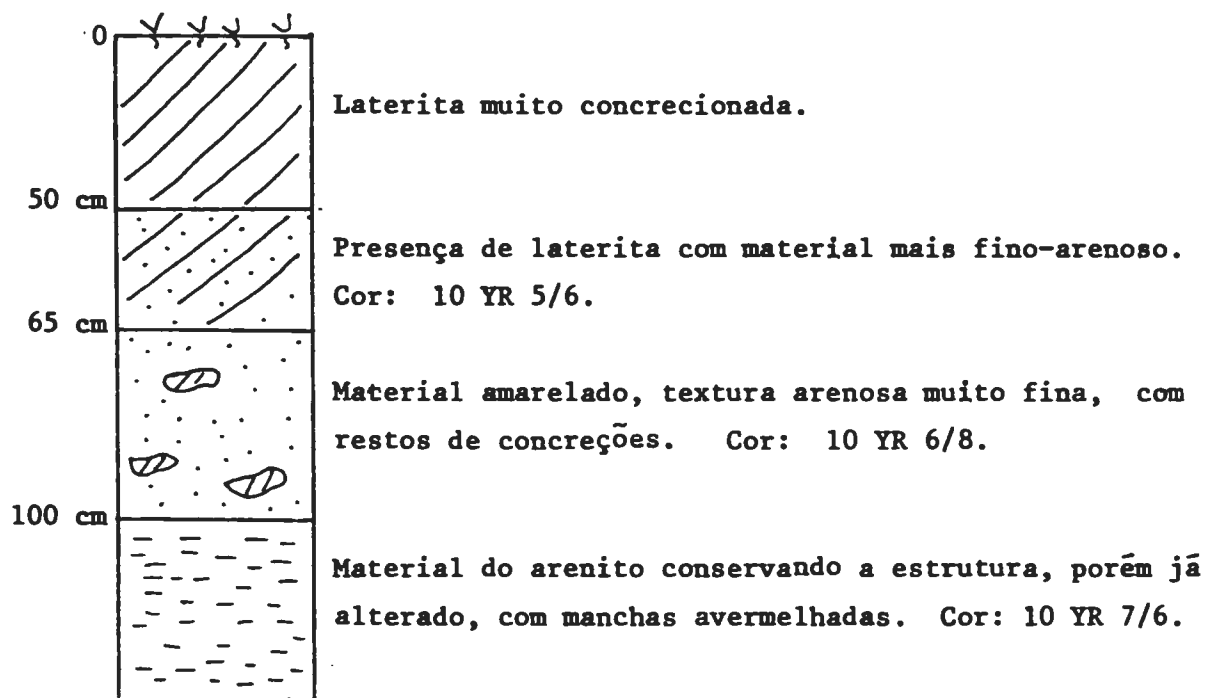 0
Laterita muito concrecionada.
50 cm
Presença de laterita com material mais fino-arenoso.
Cor: 10 YR 5/6.
65 cm
Material amarelado, textura arenosa muito fina, com
restos de concreções. Cor: 10 YR 6/8.
100 cm
Material do arenito conservando a estrutura, porém já
alterado, com manchas avermelhadas. Cor: 10 YR 7/6.